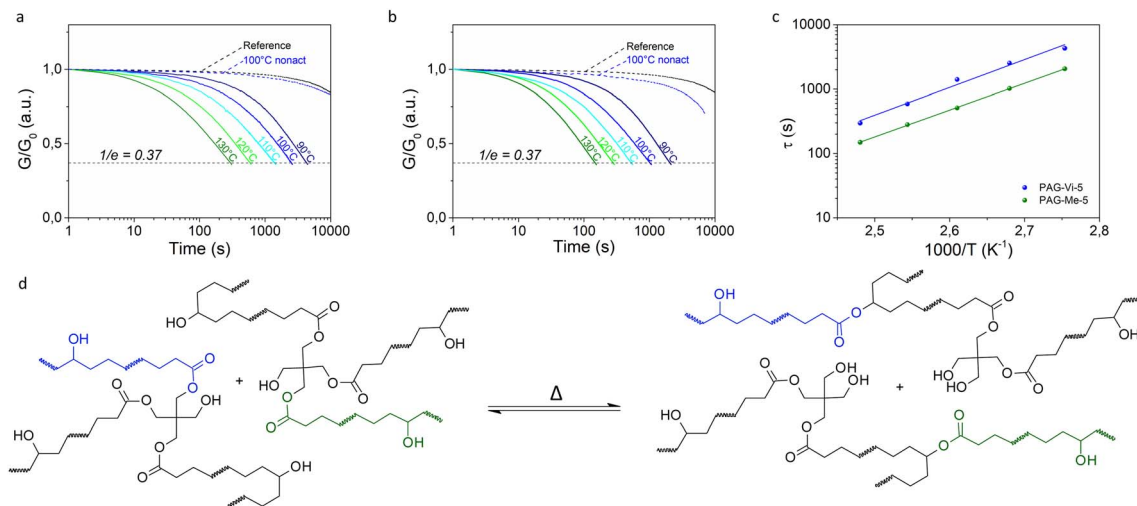 a
Reference
100°C nonact
130°C
120°C
110°C
100°C
90°C
1/e = 0.37
G/G0 (a.u.)
1,0
0,5
0,0
1
10
100
1000
10000
Time (s)
b
Reference
100°C nonact
130°C
120°C
110°C
100°C
90°C
1/e = 0.37
G/G0 (a.u.)
1,0
0,5
0,0
1
10
100
1000
10000
Time (s)
c
10000
1000
100
10
τ (s)
PAG-Vi-5
PAG-Me-5
2,5
2,6
2,7
2,8
1000/T (K-1)
d
OH
O
O
HO
O
O
O
O
OH
HO
O
O
+
HO
O
O
OH
O
O
O
O
OH
OH
Δ
OH
O
O
O
O
O
HO
O
OH
O
O
HO
O
HO
OH
+
O
O
O
O
OH